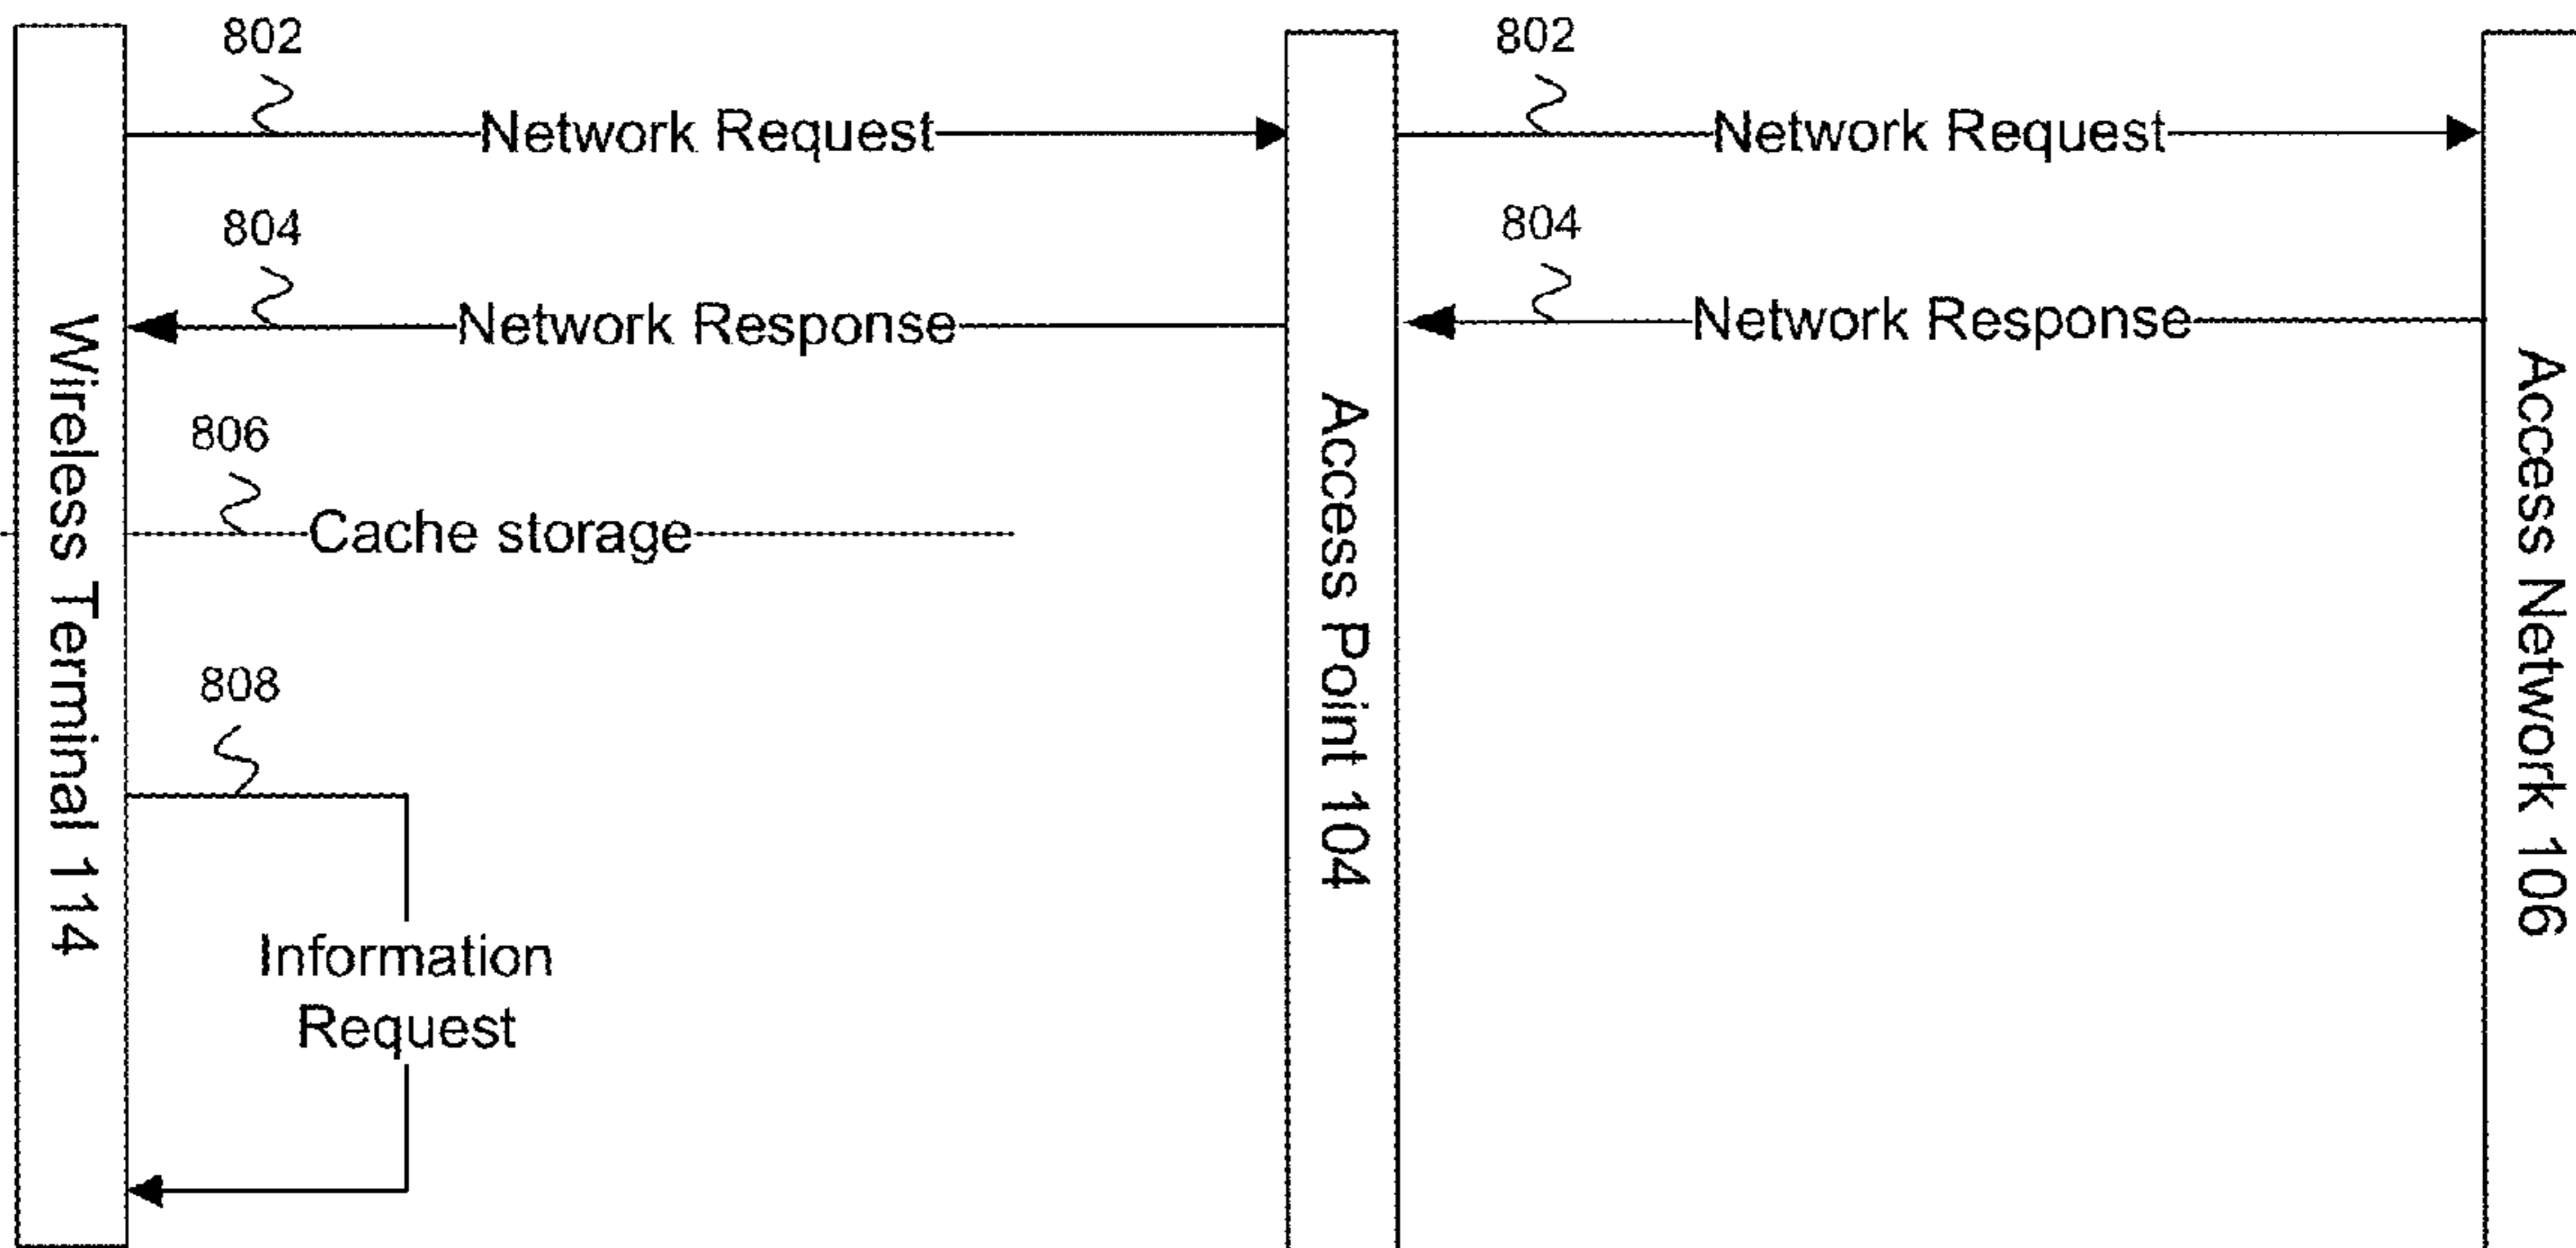 802
802
Network Request
Network Request
804
804
Network Response
Network Response
806
Cache storage
808
Information
Request
Wireless Terminal 114
Access Point 104
Access Network 106